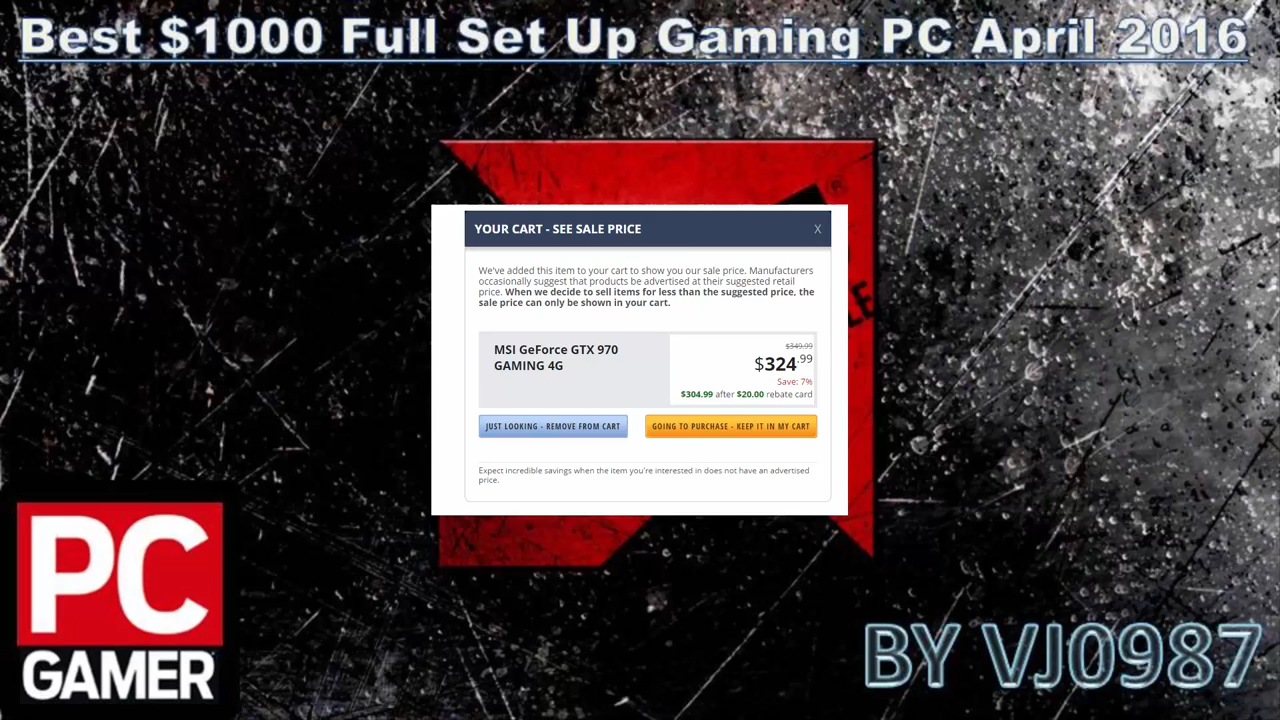 Best $1000 Full Set Up Gaming PC April 2016
YOUR CART - SEE SALE PRICE
X
We've added this item to your cart to show you our sale price. Manufacturers
occasionally suggest that products be advertised at their suggested retail
price. When we decide to sell items for less than the suggested price, the
sale price can only be shown in your cart.
MSI GeForce GTX 970
GAMING 4G
$349.99
$324.99
Save: 7%
$304.99 after $20.00 rebate card
JUST LOOKING - REMOVE FROM CART
GOING TO PURCHASE - KEEP IT IN MY CART
Expect incredible savings when the item you're interested in does not have an advertised
price.
LE
PC
GAMER
BY VJ0987